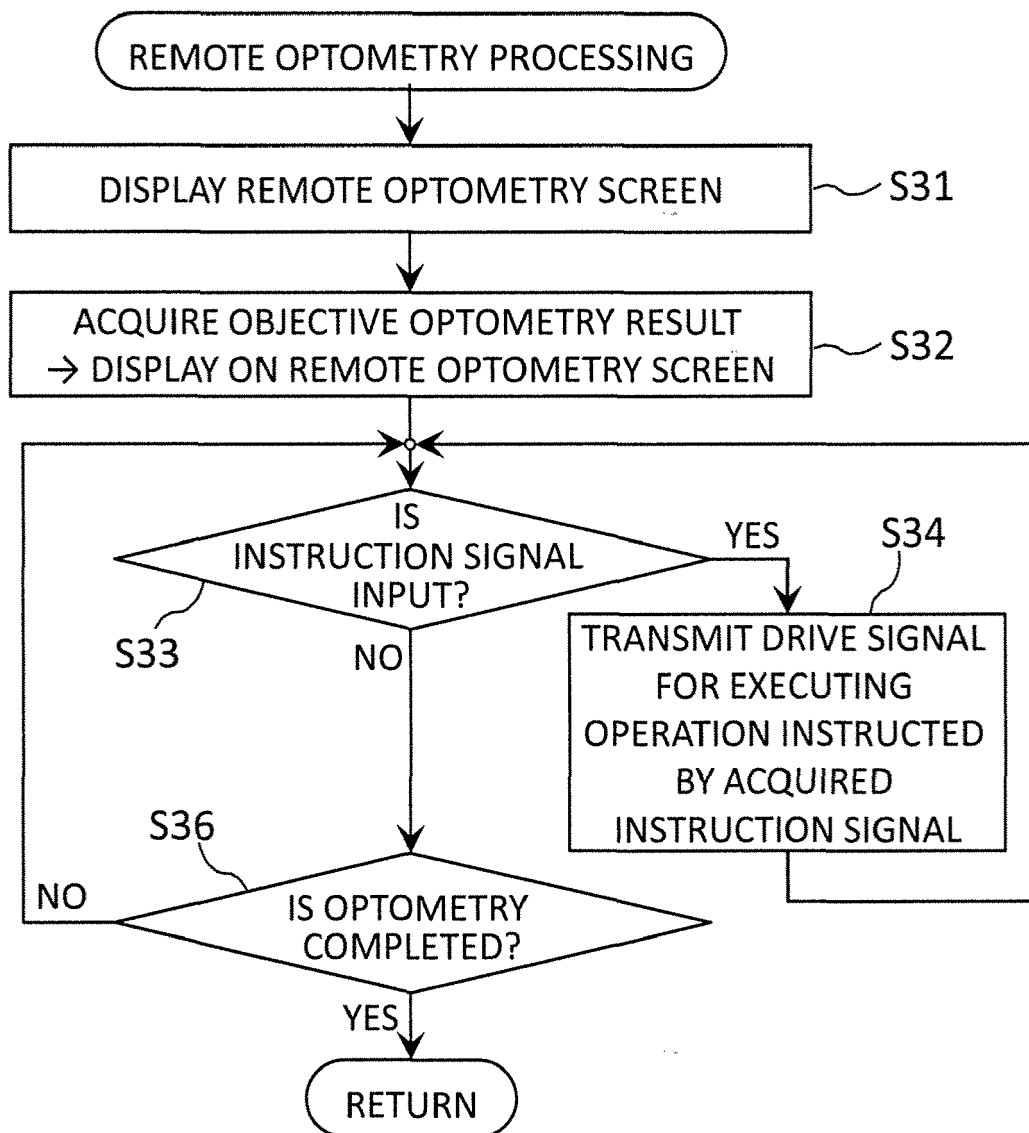 REMOTE OPTOMETRY PROCESSING
DISPLAY REMOTE OPTOMETRY SCREEN
S31
ACQUIRE OBJECTIVE OPTOMETRY RESULT
→ DISPLAY ON REMOTE OPTOMETRY SCREEN
S32
IS
INSTRUCTION SIGNAL
INPUT?
S33
YES
S34
TRANSMIT DRIVE SIGNAL
FOR EXECUTING
OPERATION INSTRUCTED
BY ACQUIRED
INSTRUCTION SIGNAL
NO
S36
NO
IS OPTOMETRY
COMPLETED?
YES
RETURN